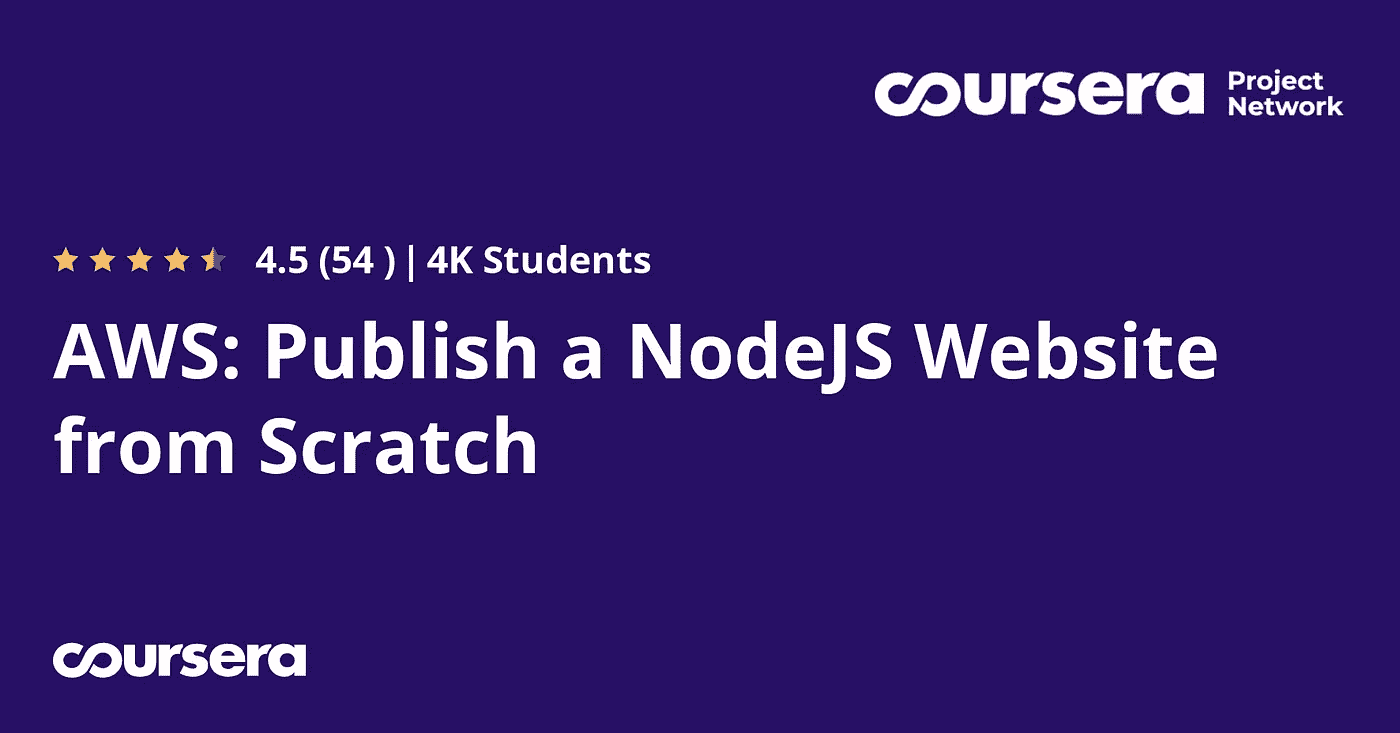 coursera Project
Network
4.5 (54 ) | 4K Students
AWS: Publish a NodeJS Website
from Scratch
coursera